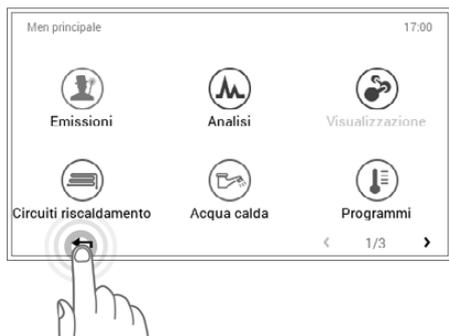 Men principale 17:00
Emissioni Analisi Visualizzazione
Circuiti riscaldamento Acqua calda Programmi
1/3